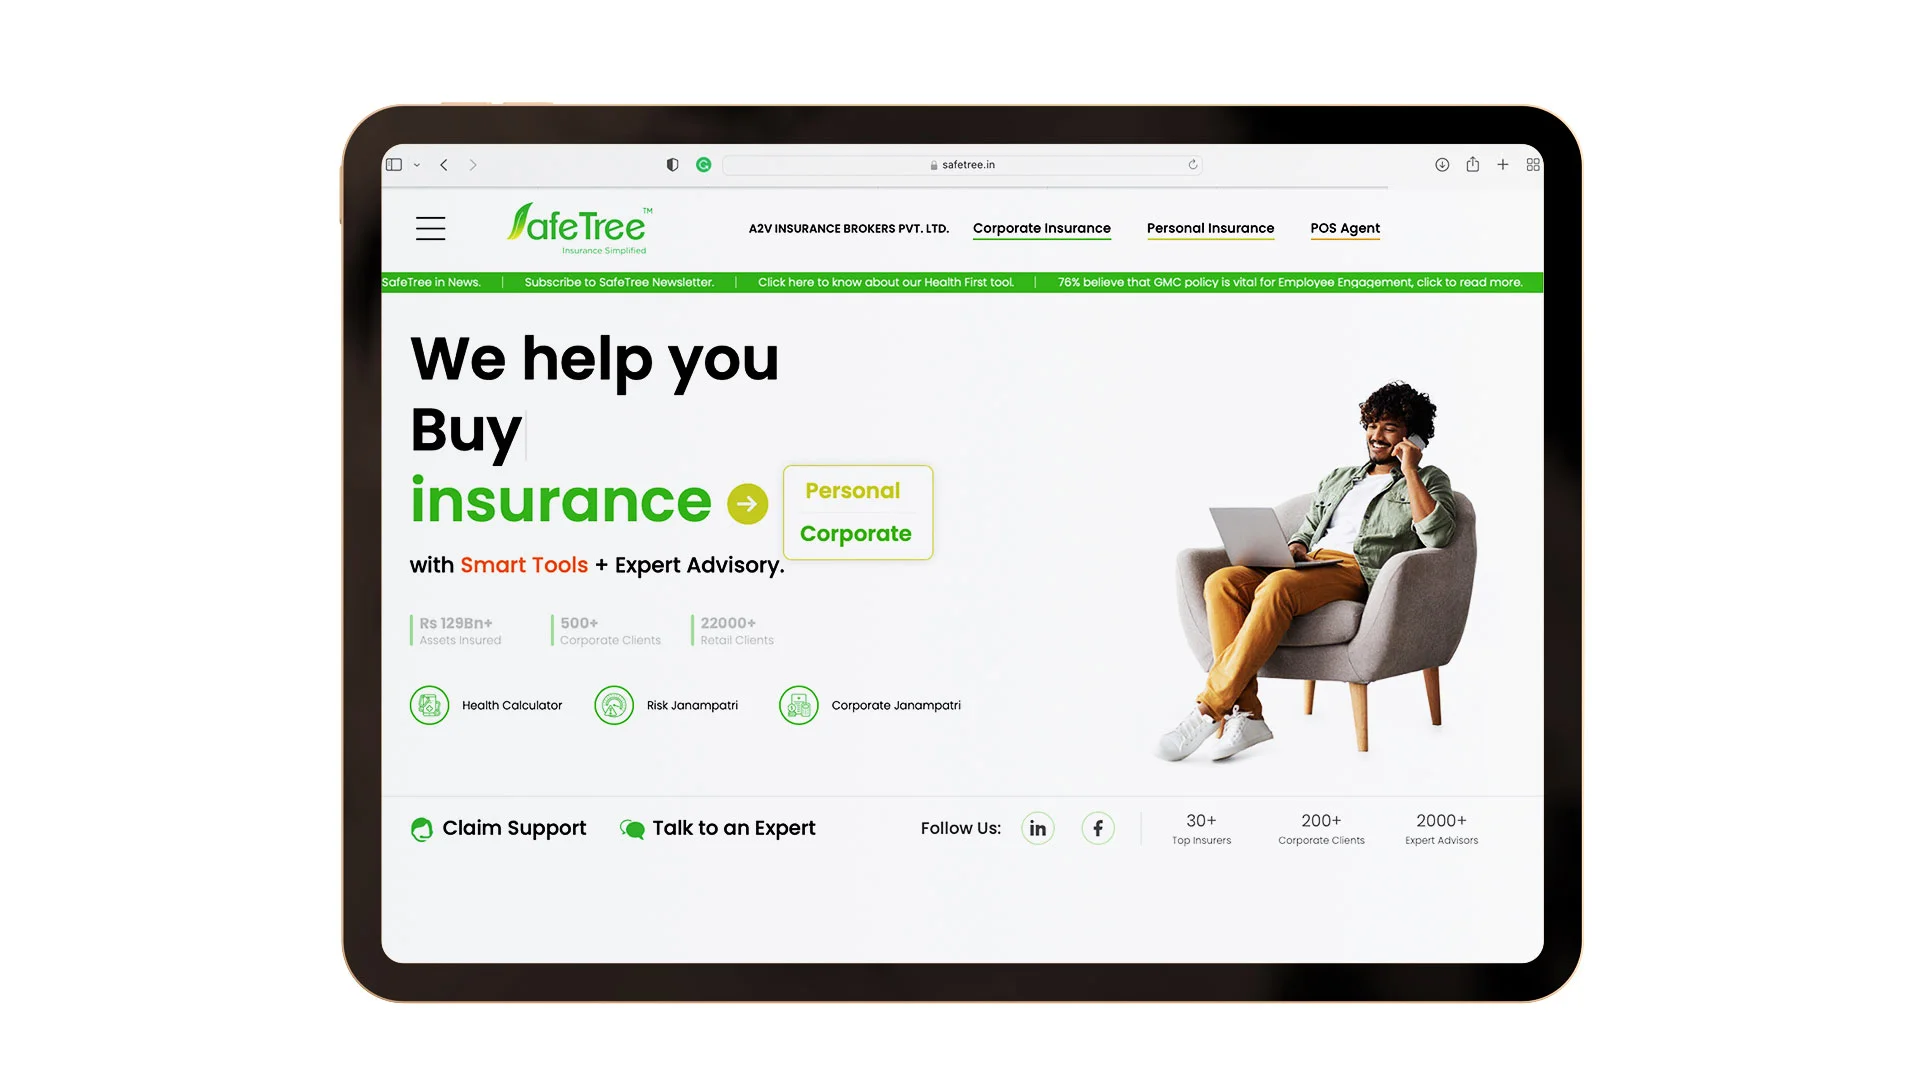 safetree.in
SafeTree™
Insurance Simplified
A2V INSURANCE BROKERS PVT. LTD.
Corporate Insurance
Personal Insurance
POS Agent
SafeTree in News. | Subscribe to SafeTree Newsletter. | Click here to know about our Health First tool. | 76% believe that GMC policy is vital for Employee Engagement, click to read more.
We help you
Buy
insurance
Personal
Corporate
with Smart Tools + Expert Advisory.
Rs 129Bn+
Assets Insured
500+
Corporate Clients
22000+
Retail Clients
Health Calculator
Risk Janampatri
Corporate Janampatri
Claim Support
Talk to an Expert
Follow Us:
in
f
30+
Top Insurers
200+
Corporate Clients
2000+
Expert Advisors